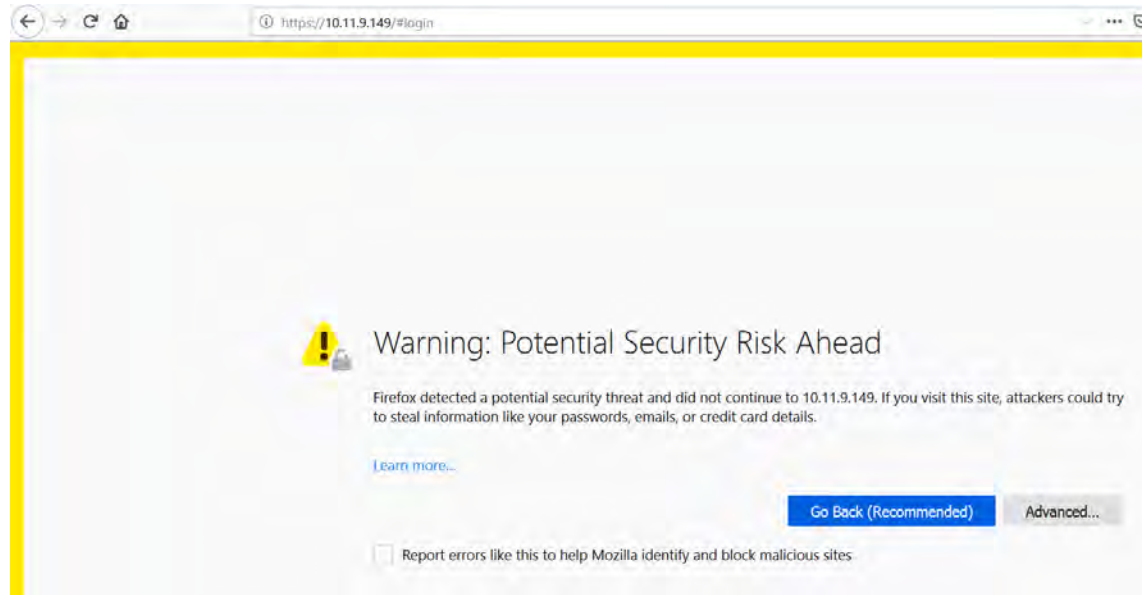 https://10.11.9.149/#login
Warning: Potential Security Risk Ahead
Firefox detected a potential security threat and did not continue to 10.11.9.149. If you visit this site, attackers could try
to steal information like your passwords, emails, or credit card details.
Learn more...
Go Back (Recommended) Advanced...
Report errors like this to help Mozilla identify and block malicious sites